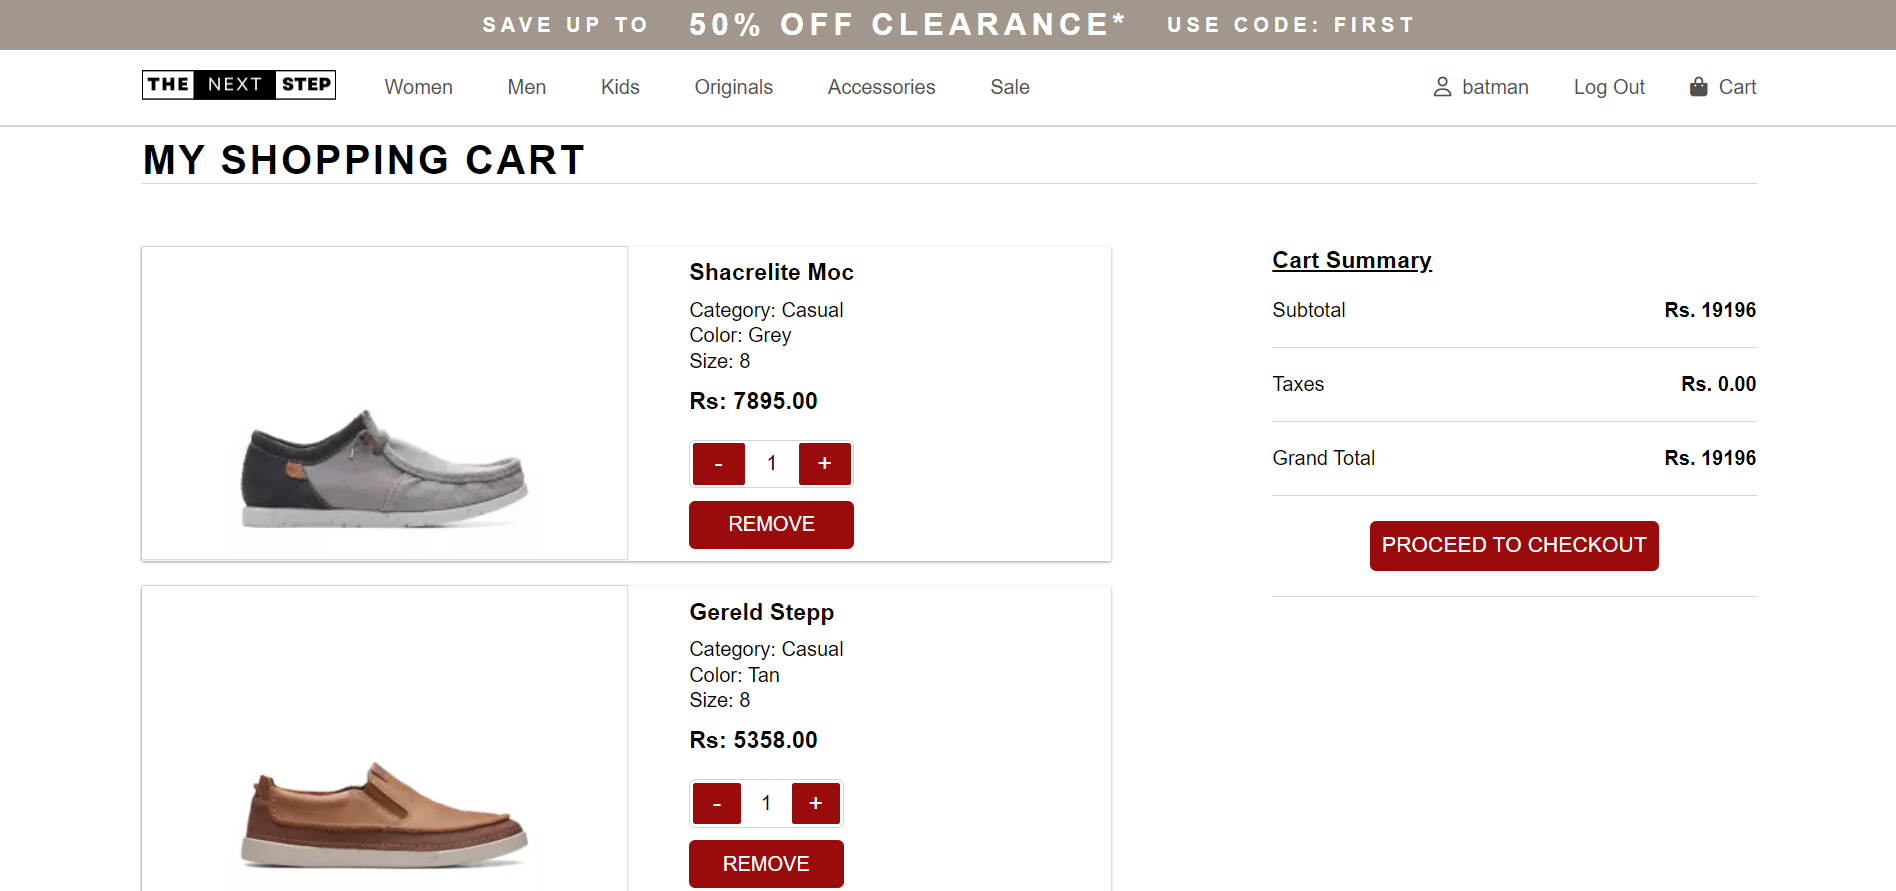 SAVE UP TO 50% OFF CLEARANCE* USE CODE: FIRST
THE NEXT STEP Women Men Kids Originals Accessories Sale batman Log Out Cart
MY SHOPPING CART
Shacrelite Moc
Category: Casual
Color: Grey
Size: 8
Rs: 7895.00
- 1 +
REMOVE
Gereld Stepp
Category: Casual
Color: Tan
Size: 8
Rs: 5358.00
- 1 +
REMOVE
Cart Summary
Subtotal Rs. 19196
Taxes Rs. 0.00
Grand Total Rs. 19196
PROCEED TO CHECKOUT